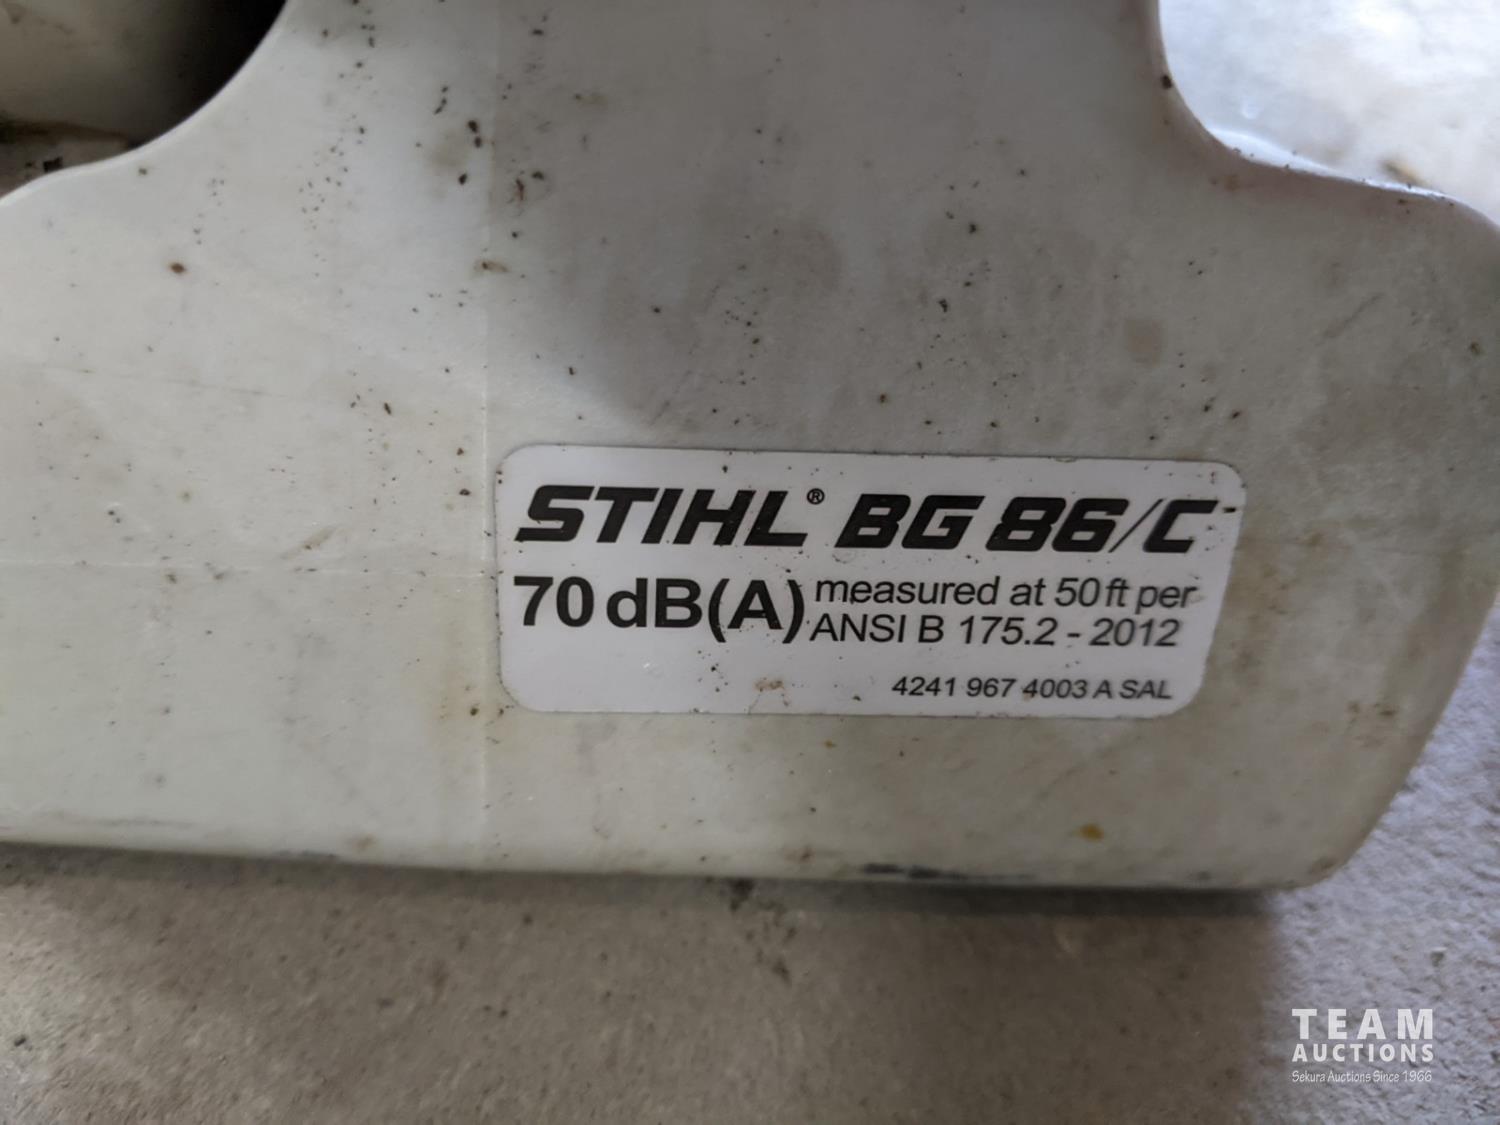 STIHL® BG 86/C
70 dB(A) measured at 50 ft per
ANSI B 175.2 - 2012
4241 967 4003 A SAL
TEAM
AUCTIONS
Sekura Auctions Since 1966